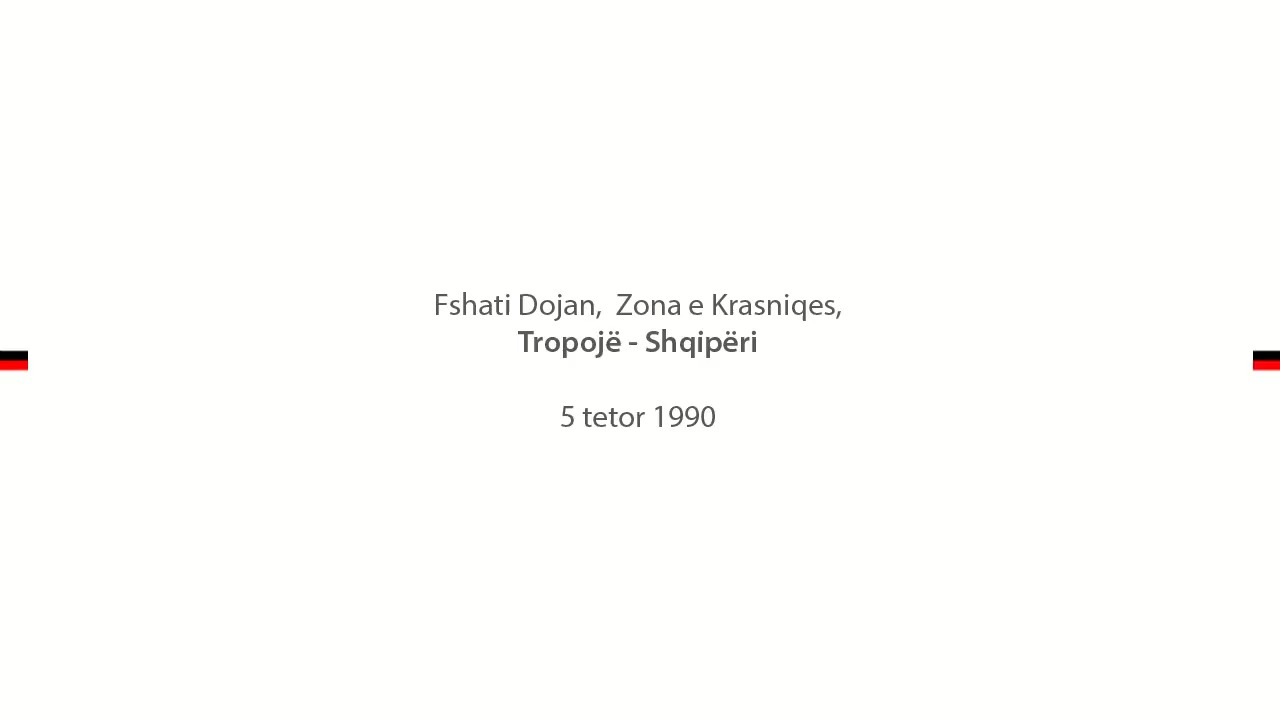 Fshati Dojan,  Zona e Krasniqes,
Tropojë - Shqipëri
5 tetor 1990